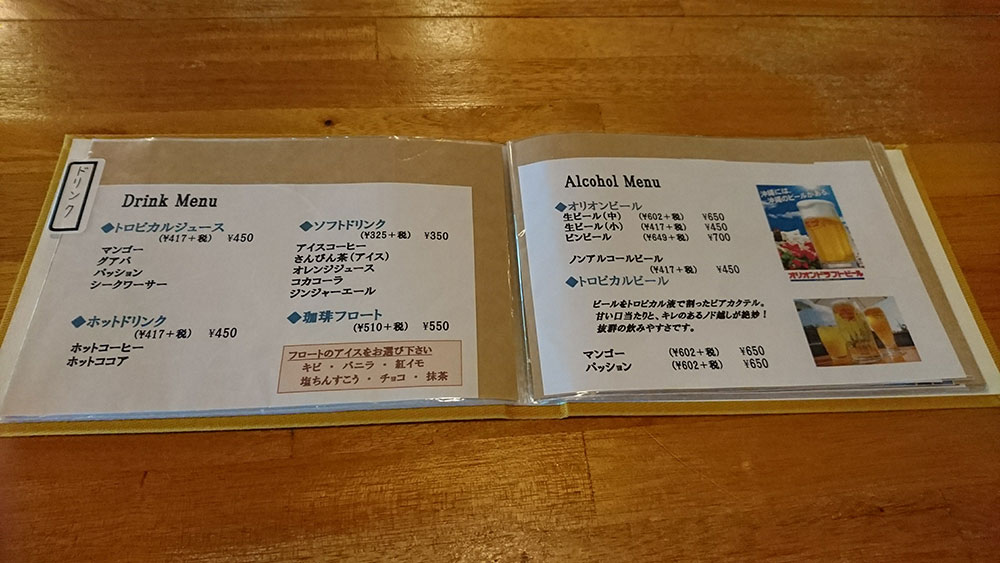 ドリンク
Drink Menu
◆トロピカルジュース
(¥417+税) ¥450
マンゴー
グアバ
パッション
シークワーサー
◆ホットドリンク
(¥417+税) ¥450
ホットコーヒー
ホットココア
◆ソフトドリンク
(¥325+税) ¥350
アイスコーヒー
さんぴん茶(アイス)
オレンジジュース
コカコーラ
ジンジャーエール
◆珈琲フロート
(¥510+税) ¥550
フロートのアイスをお選び下さい
キビ ・ バニラ ・ 紅イモ
塩ちんすこう ・ チョコ ・ 抹茶
Alcohol Menu
◆オリオンビール
生ビール(中) (¥602+税) ¥650
生ビール(小) (¥417+税) ¥450
ビンビール (¥649+税) ¥700
ノンアルコールビール
(¥417+税) ¥450
◆トロピカルビール
ビールをトロピカル液で割ったビアカクテル。
甘い口当たりと、キレのあるノド越しが絶妙!
抜群の飲みやすさです。
マンゴー (¥602+税) ¥650
パッション (¥602+税) ¥650
沖縄には、
沖縄のビールがある。
オリオンドラフトビール